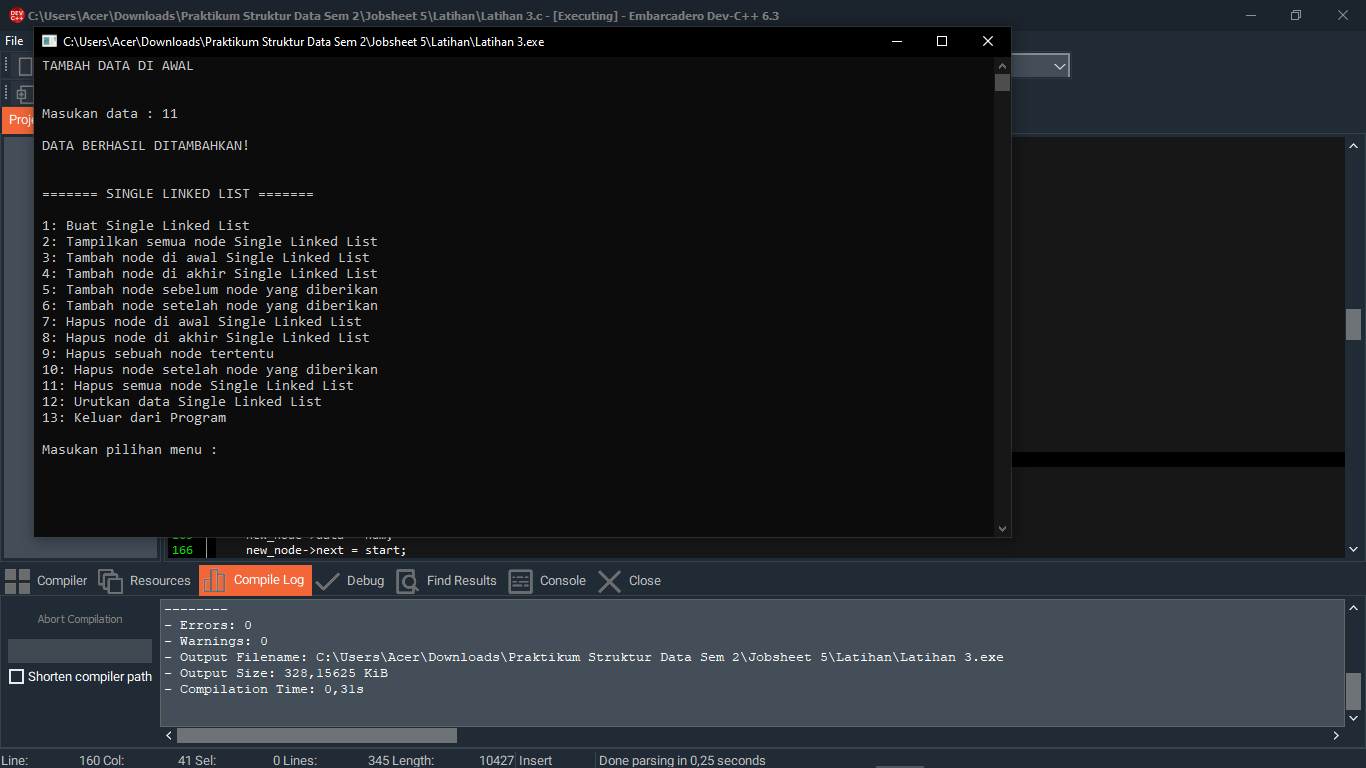 C:\Users\Acer\Downloads\Praktikum Struktur Data Sem 2\Jobsheet 5\Latihan\Latihan 3.c - [Executing] - Embarcadero Dev-C++ 6.3
File
C:\Users\Acer\Downloads\Praktikum Struktur Data Sem 2\Jobsheet 5\Latihan\Latihan 3.exe
TAMBAH DATA DI AWAL
Masukan data : 11
DATA BERHASIL DITAMBAHKAN!
======= SINGLE LINKED LIST =======
1: Buat Single Linked List
2: Tampilkan semua node Single Linked List
3: Tambah node di awal Single Linked List
4: Tambah node di akhir Single Linked List
5: Tambah node sebelum node yang diberikan
6: Tambah node setelah node yang diberikan
7: Hapus node di awal Single Linked List
8: Hapus node di akhir Single Linked List
9: Hapus sebuah node tertentu
10: Hapus node setelah node yang diberikan
11: Hapus semua node Single Linked List
12: Urutkan data Single Linked List
13: Keluar dari Program
Masukan pilihan menu :
166 new_node->next = start;
Compiler Resources Compile Log Debug Find Results Console Close
Abort Compilation
Shorten compiler path
--------
- Errors: 0
- Warnings: 0
- Output Filename: C:\Users\Acer\Downloads\Praktikum Struktur Data Sem 2\Jobsheet 5\Latihan\Latihan 3.exe
- Output Size: 328,15625 KiB
- Compilation Time: 0,31s
Line: 160 Col: 41 Sel: 0 Lines: 345 Length: 10427 Insert Done parsing in 0,25 seconds